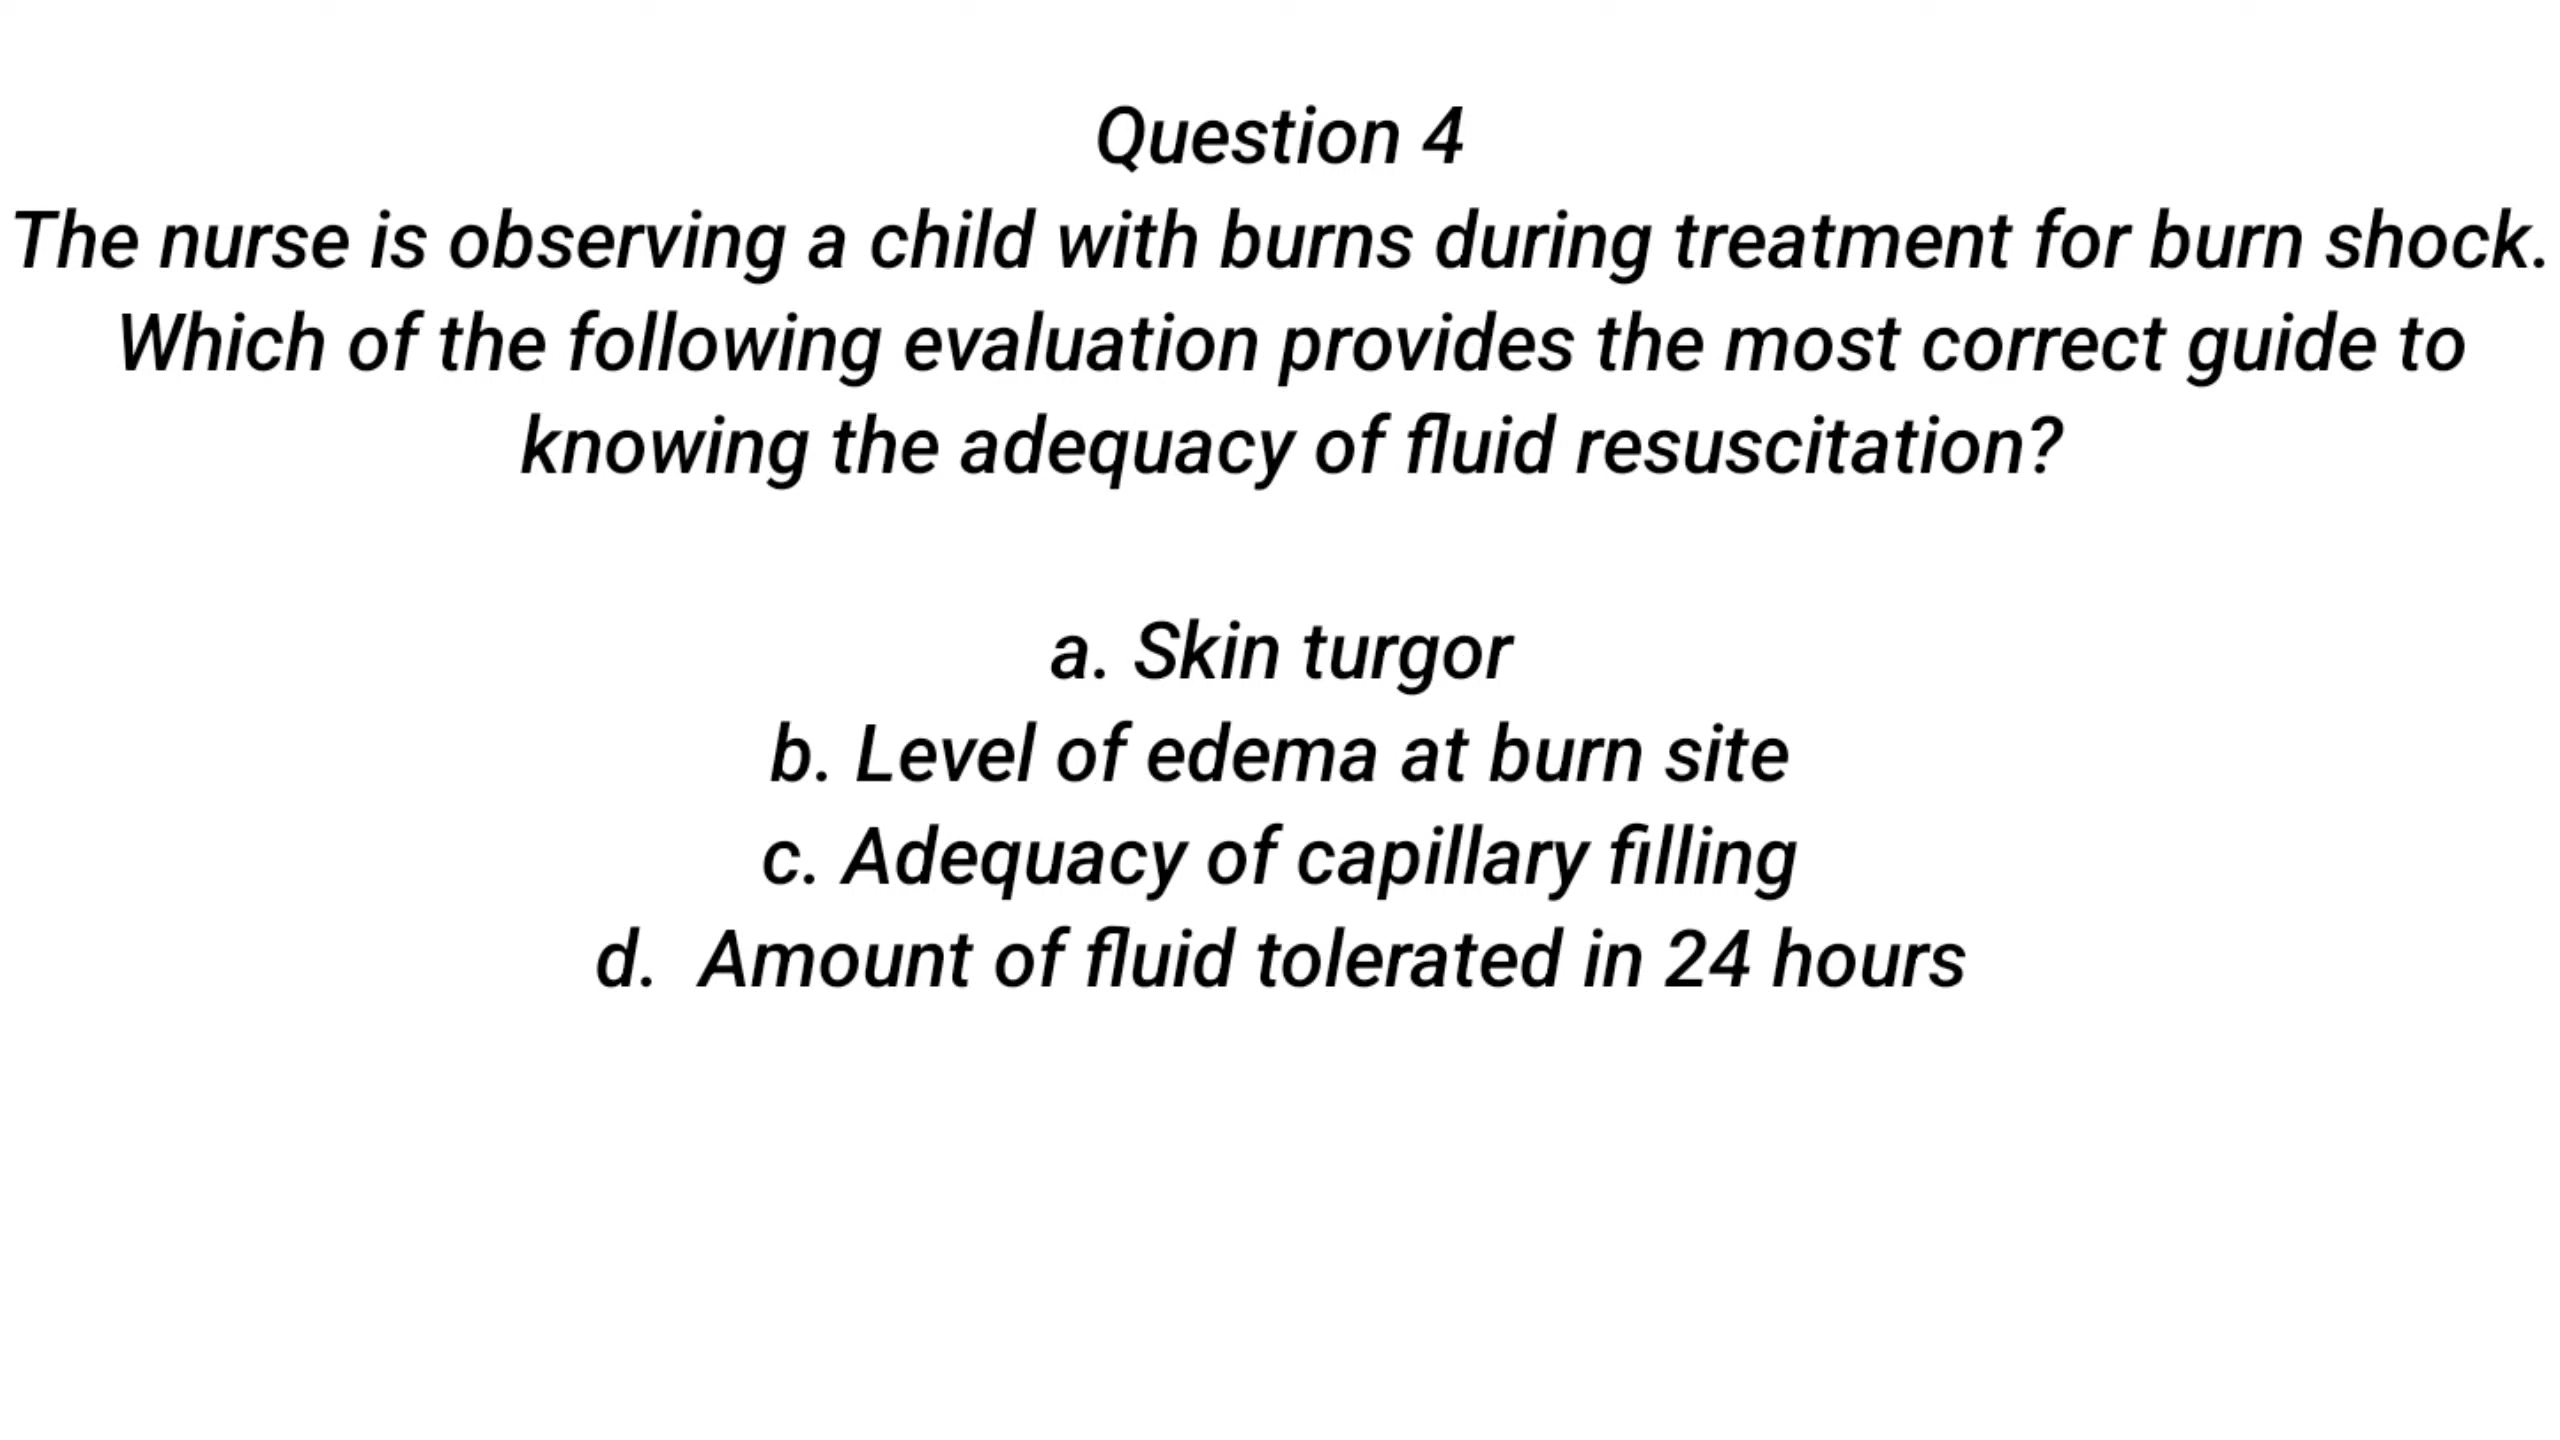 Question 4
The nurse is observing a child with burns during treatment for burn shock.
Which of the following evaluation provides the most correct guide to
knowing the adequacy of fluid resuscitation?
a. Skin turgor
b. Level of edema at burn site
c. Adequacy of capillary filling
d. Amount of fluid tolerated in 24 hours